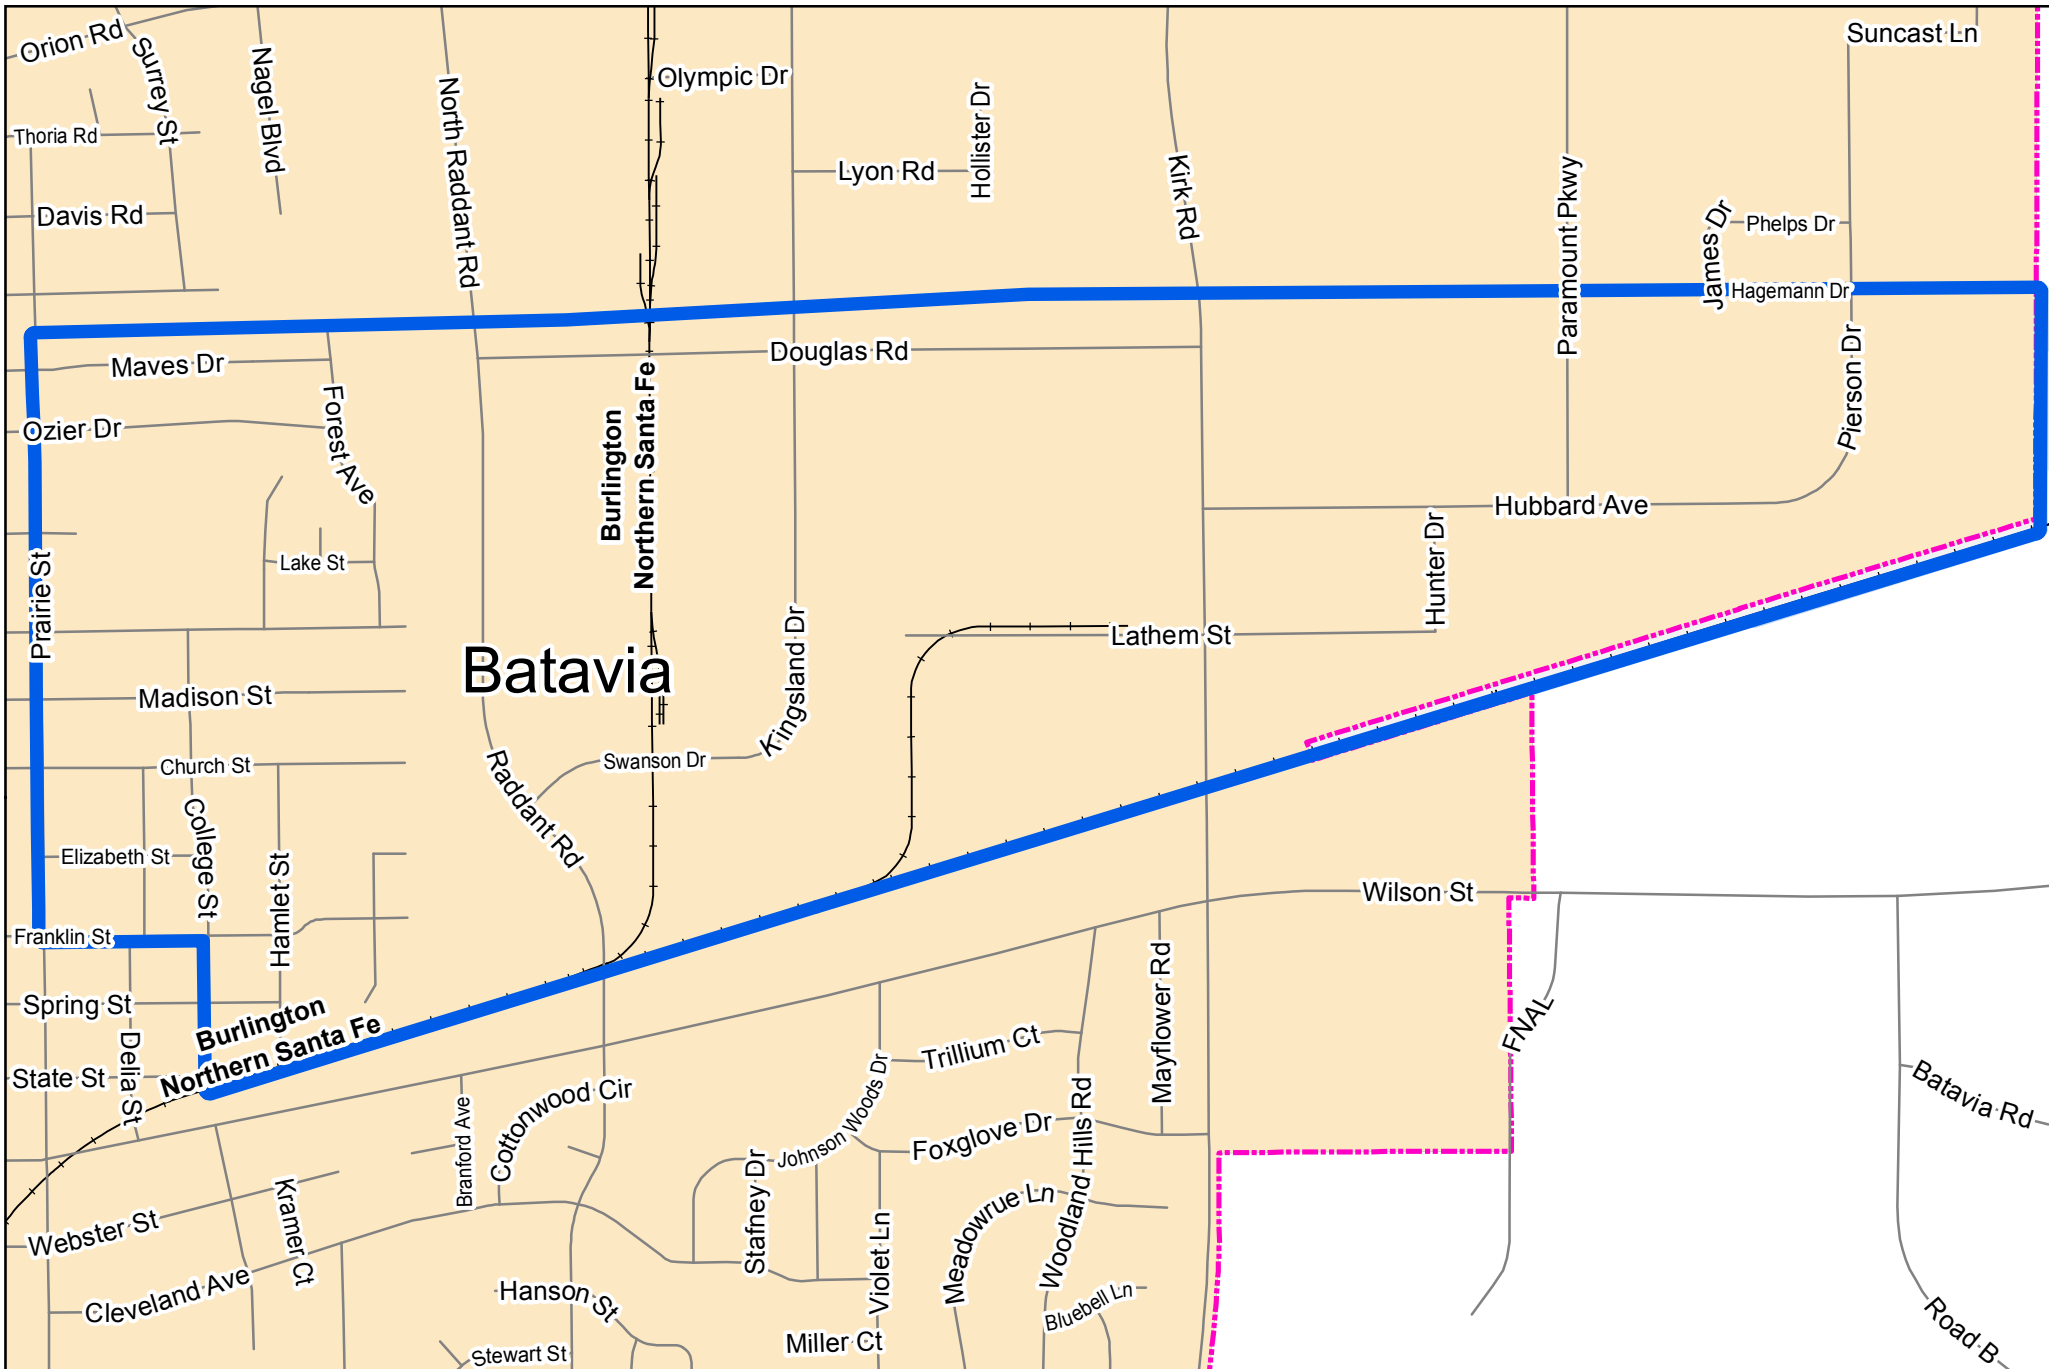 Orion Rd
Surrey St
Nagel Blvd
North Raddant Rd
Olympic Dr
Hollister Dr
Suncast Ln
Thoria Rd
Lyon Rd
Kirk Rd
Paramount Pkwy
Davis Rd
James Dr
Phelps Dr
Hagemann Dr
Maves Dr
Douglas Rd
Pierson Dr
Ozier Dr
Forest Ave
Burlington
Northern Santa Fe
Hubbard Ave
Hunter Dr
Prairie St
Lake St
Kingsland Dr
Lathem St
Batavia
Madison St
Church St
Swanson Dr
Raddant Rd
College St
Elizabeth St
Hamlet St
Wilson St
Franklin St
Spring St
Burlington
Northern Santa Fe
Delia St
State St
Mayflower Rd
FNAL
Trillium Ct
Batavia Rd
Cottonwood Cir
Branford Ave
Johnson Woods Dr
Foxglove Dr
Woodland Hills Rd
Stafney Dr
Webster St
Kramer Ct
Violet Ln
Meadowrue Ln
Cleveland Ave
Hanson St
Bluebell Ln
Road B
Miller Ct
Stewart St